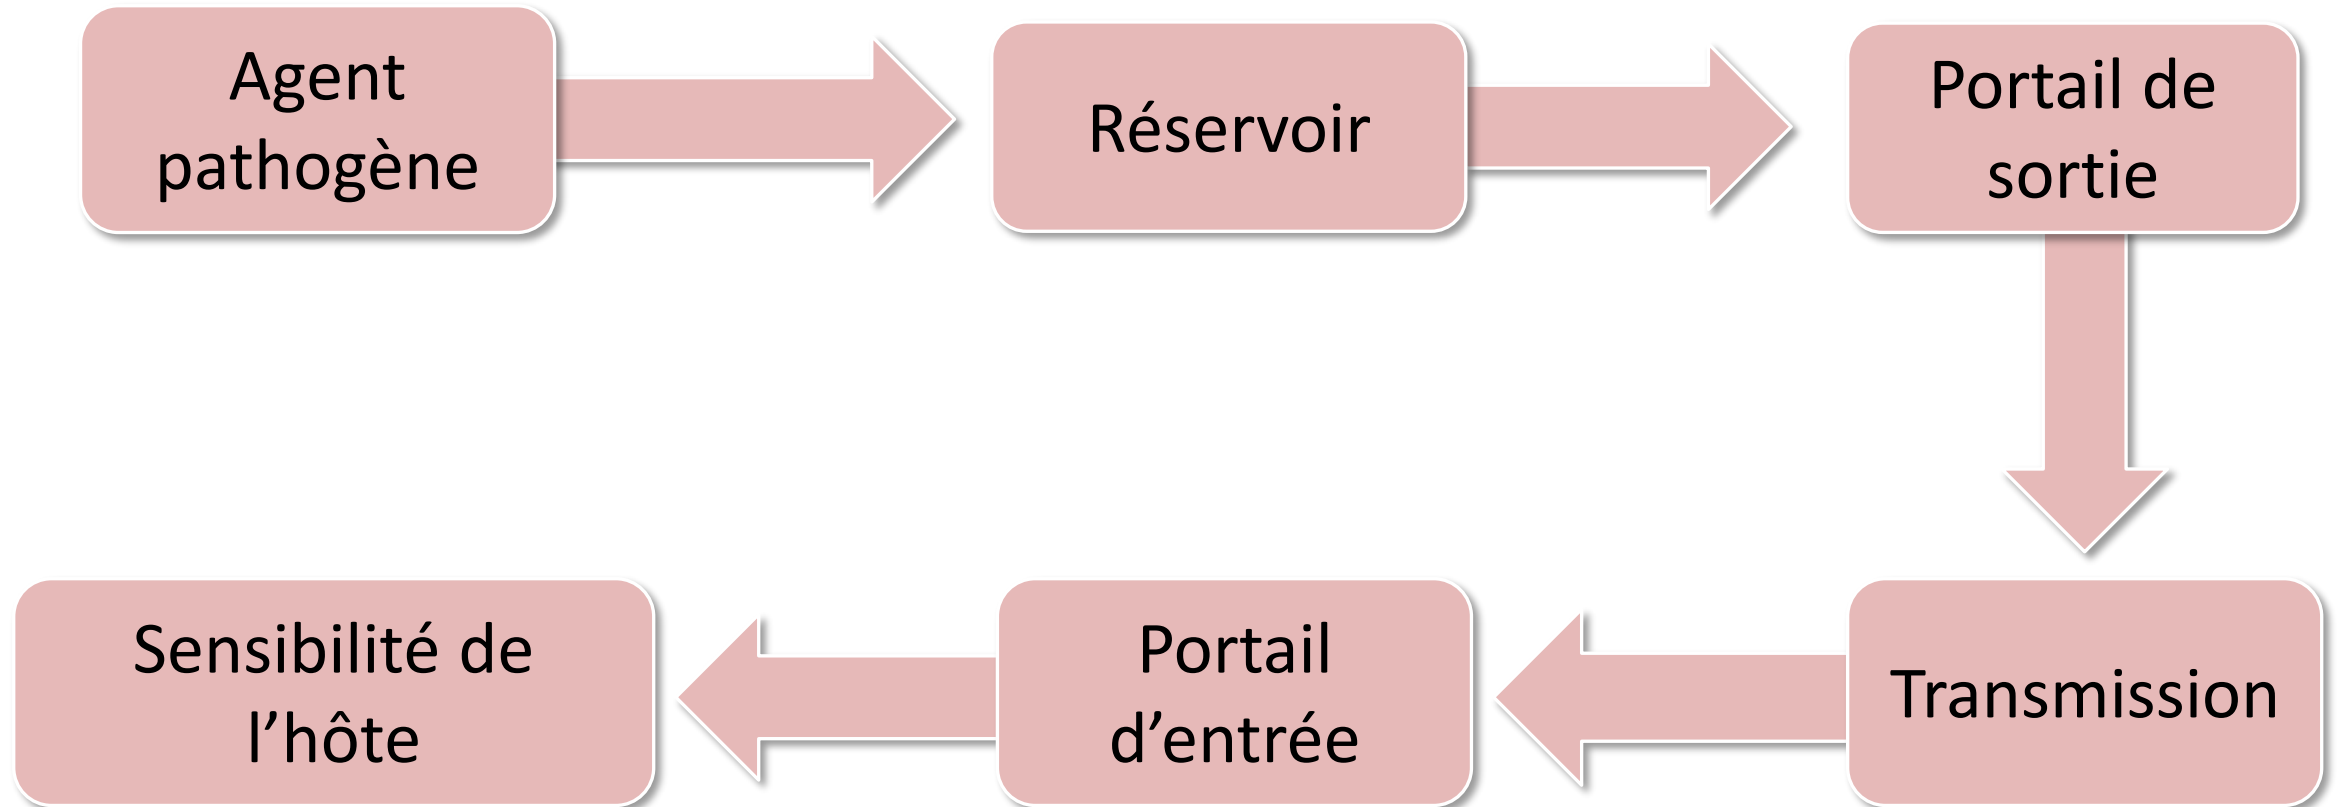 Agent
pathogène
Réservoir
Portail de
sortie
Transmission
Portail
d’entrée
Sensibilité de
l’hôte